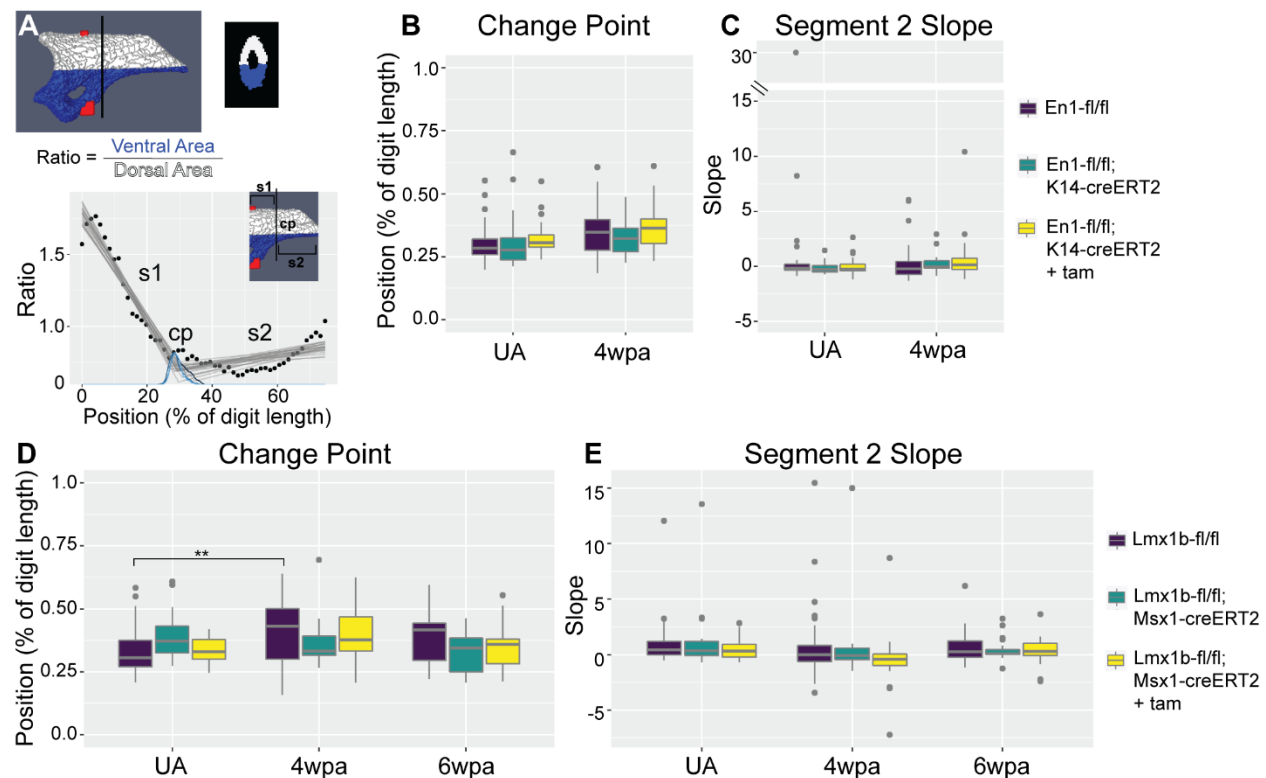 A
Ratio = Ventral Area
Dorsal Area
s1
cp
s2
Ratio
1.5
1.0
0
s1
cp
s2
0 20 40 60
Position (% of digit length)
B Change Point
Position (% of digit length)
1.0
0.75
0.50
0.25
0.0
UA 4wpa
C Segment 2 Slope
Slope
30
15
10
5
0
-5
UA 4wpa
En1-fl/fl
En1-fl/fl;
K14-creERT2
En1-fl/fl;
K14-creERT2
+ tam
D Change Point
Position (% of digit length)
1.0
0.75
0.50
0.25
0.0
**
UA 4wpa 6wpa
E Segment 2 Slope
Slope
15
10
5
0
-5
UA 4wpa 6wpa
Lmx1b-fl/fl
Lmx1b-fl/fl;
Msx1-creERT2
Lmx1b-fl/fl;
Msx1-creERT2
+ tam